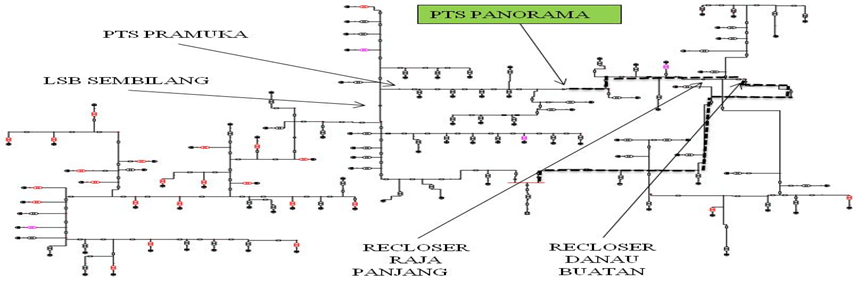 PTS PANORAMA
PTS PRAMUKA
LSB SEMBILANG
RECLOSER
RAJA
PANJANG
RECLOSER
DANAU
BUATAN